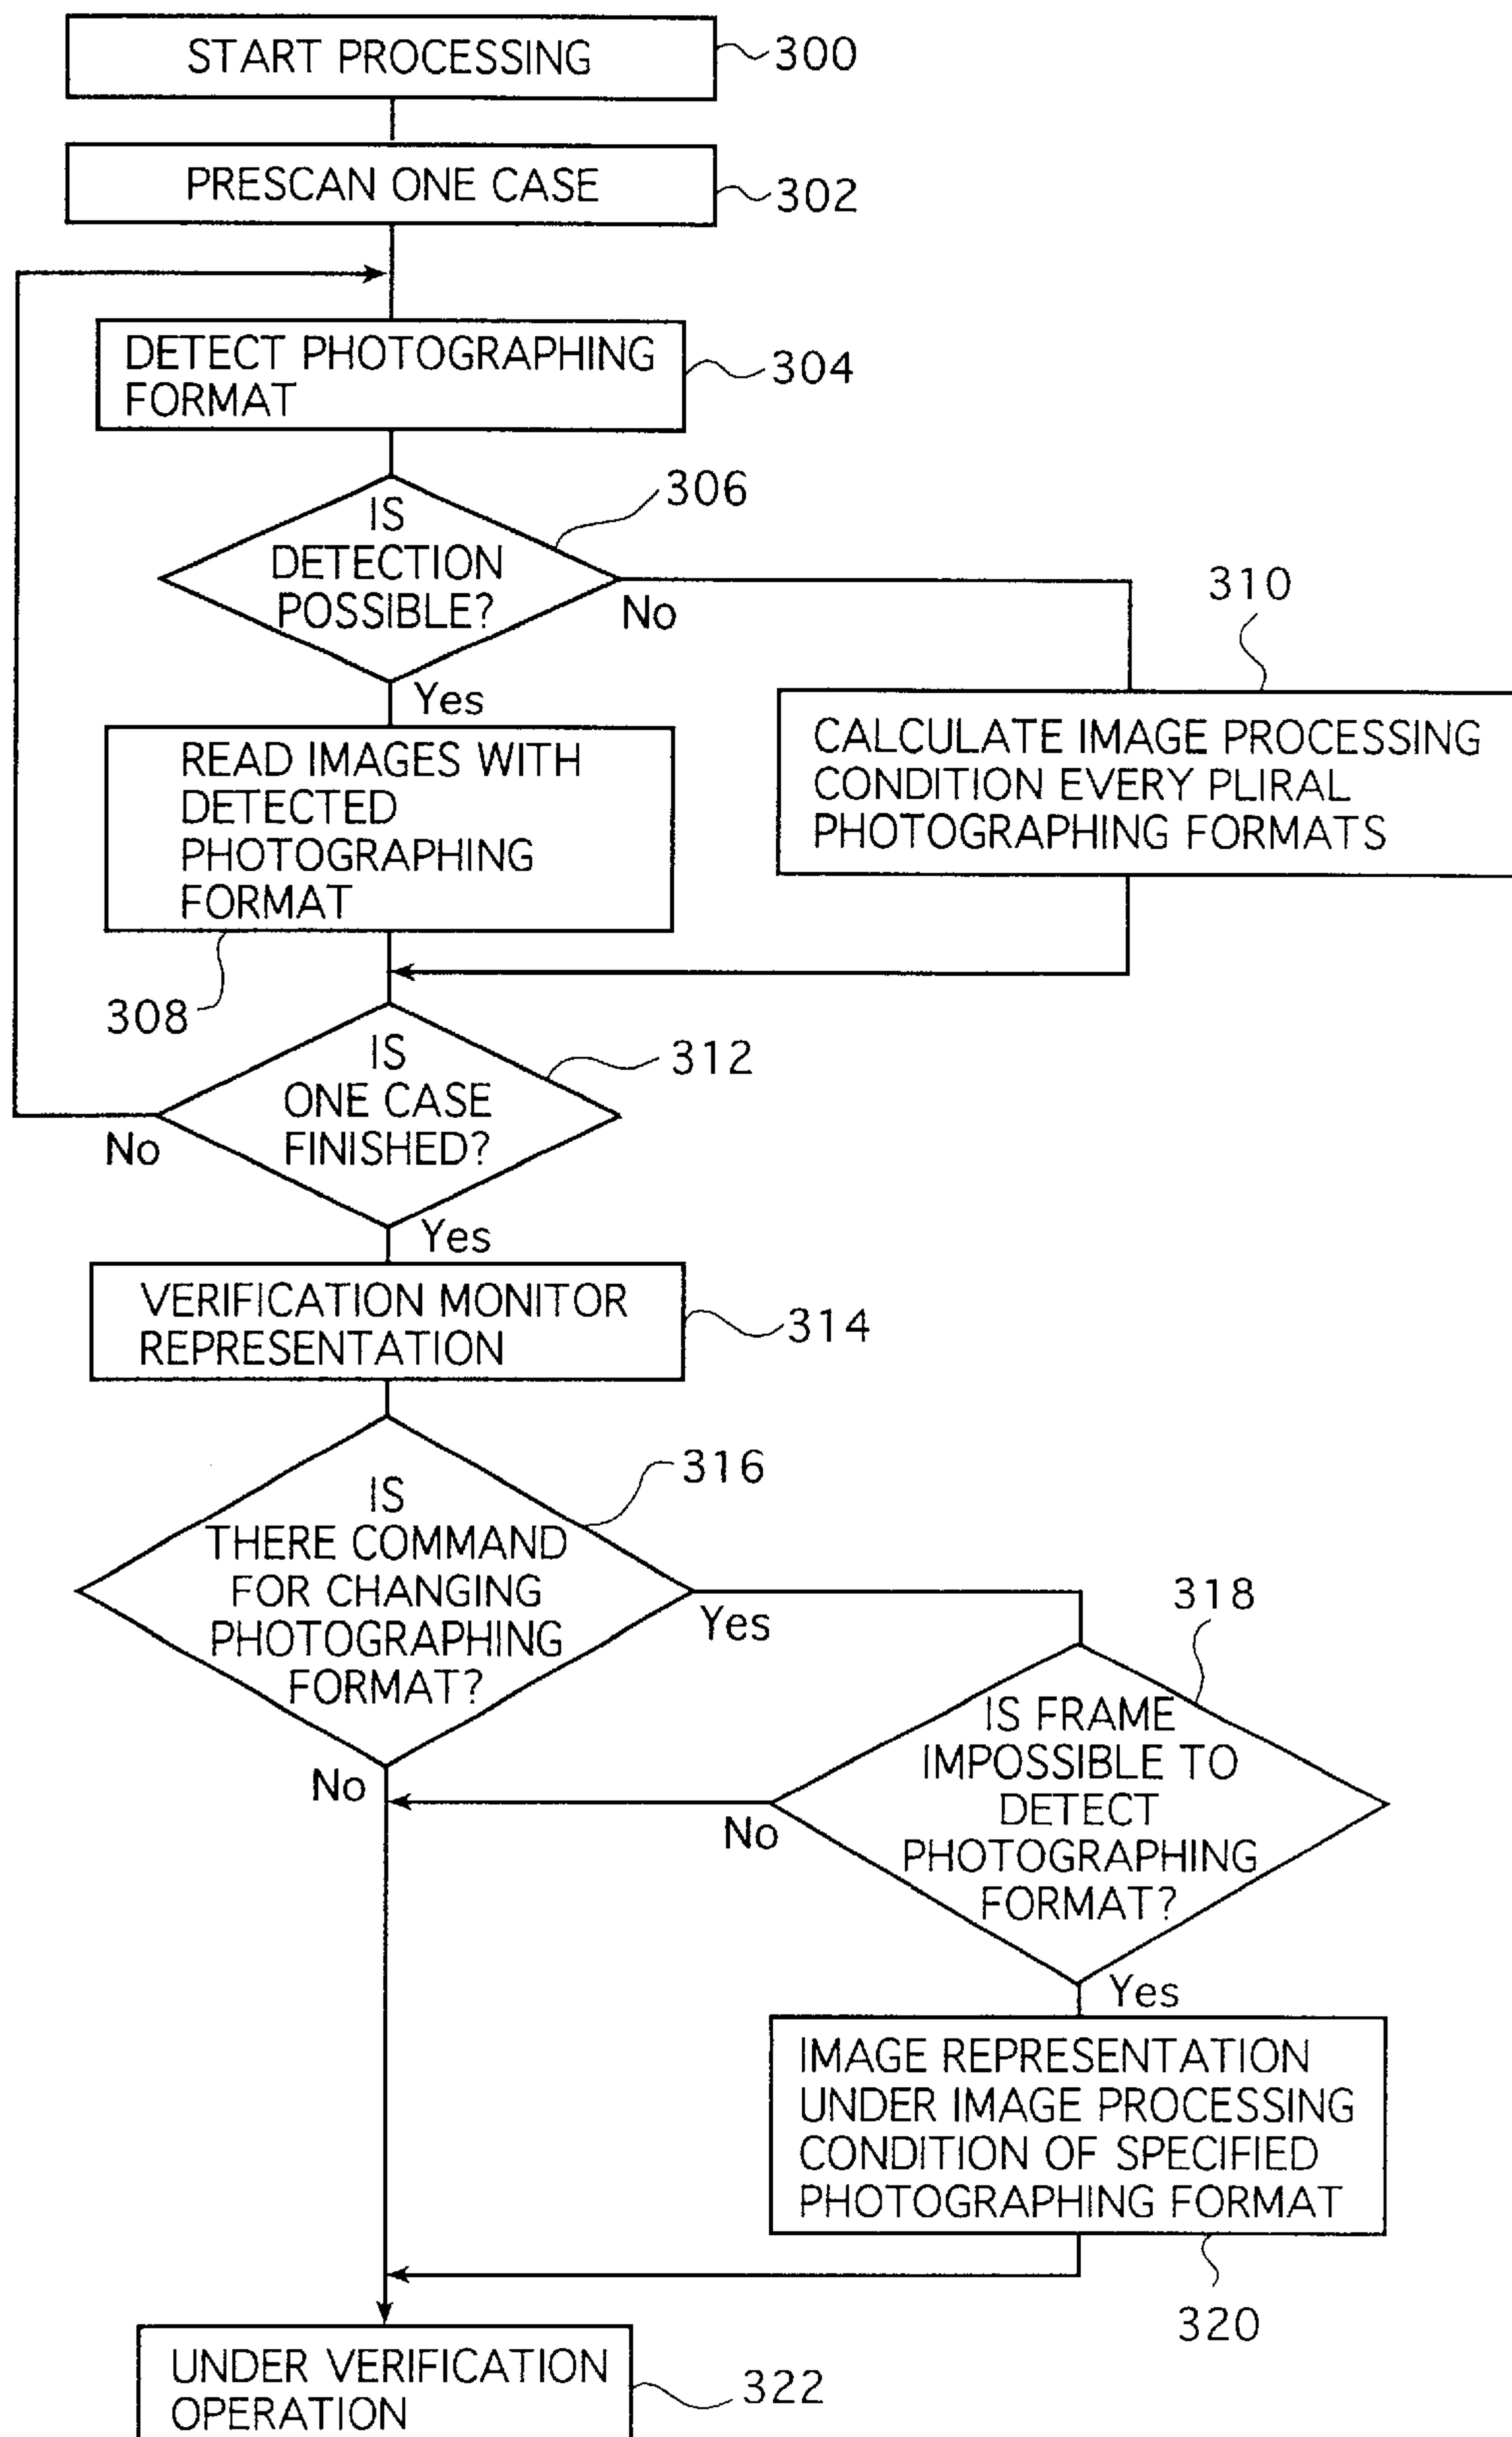 START PROCESSING
300
PRESCAN ONE CASE
302
DETECT PHOTOGRAPHING
FORMAT
304
IS
DETECTION
POSSIBLE?
306
No
Yes
310
READ IMAGES WITH
DETECTED
PHOTOGRAPHING
FORMAT
308
CALCULATE IMAGE PROCESSING
CONDITION EVERY PLIRAL
PHOTOGRAPHING FORMATS
IS
ONE CASE
FINISHED?
312
No
Yes
VERIFICATION MONITOR
REPRESENTATION
314
IS
THERE COMMAND
FOR CHANGING
PHOTOGRAPHING
FORMAT?
316
Yes
No
318
IS FRAME
IMPOSSIBLE TO
DETECT
PHOTOGRAPHING
FORMAT?
No
Yes
IMAGE REPRESENTATION
UNDER IMAGE PROCESSING
CONDITION OF SPECIFIED
PHOTOGRAPHING FORMAT
320
UNDER VERIFICATION
OPERATION
322